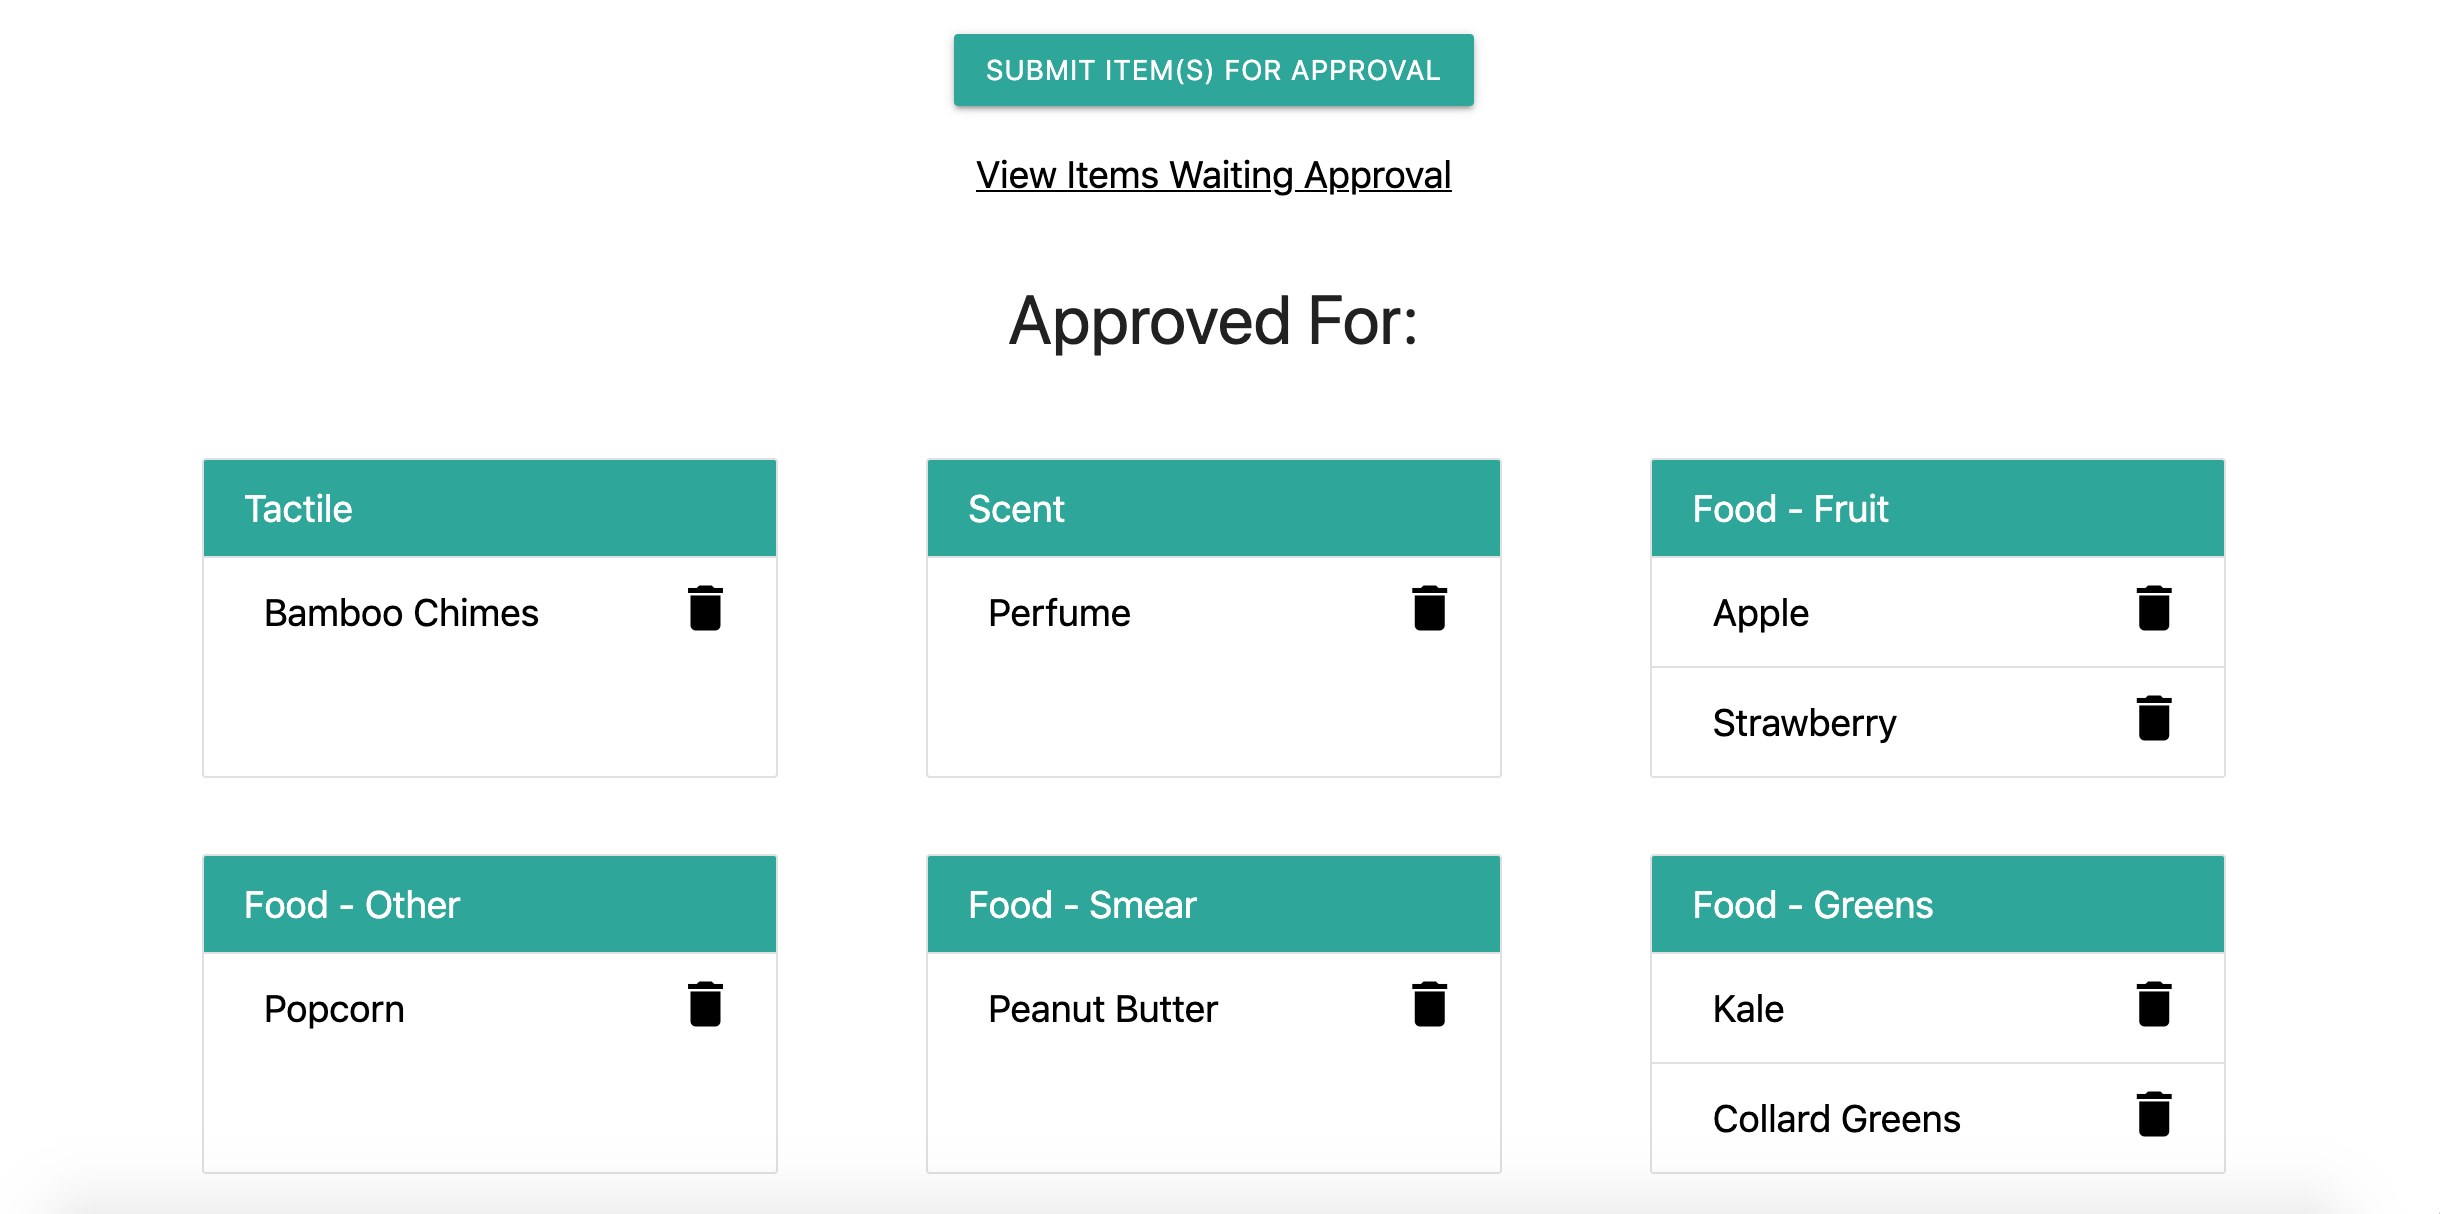 SUBMIT ITEM(S) FOR APPROVAL
View Items Waiting Approval
Approved For:
Tactile
Bamboo Chimes
Scent
Perfume
Food - Fruit
Apple
Strawberry
Food - Other
Popcorn
Food - Smear
Peanut Butter
Food - Greens
Kale
Collard Greens